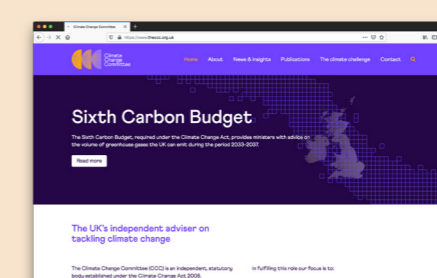 Climate Change Committee
https://www.theccc.org.uk
Climate
Change
Committee
Home About News & Insights Publications The climate challenge Contact
Sixth Carbon Budget
The Sixth Carbon Budget, required under the Climate Change Act, provides ministers with advice on
the volume of greenhouse gases the UK can emit during the period 2033-2037.
Read more
The UK's independent adviser on
tackling climate change
The Climate Change Committee (CCC) is an independent, statutory
body established under the Climate Change Act 2008.
In fulfilling this role our focus is to: